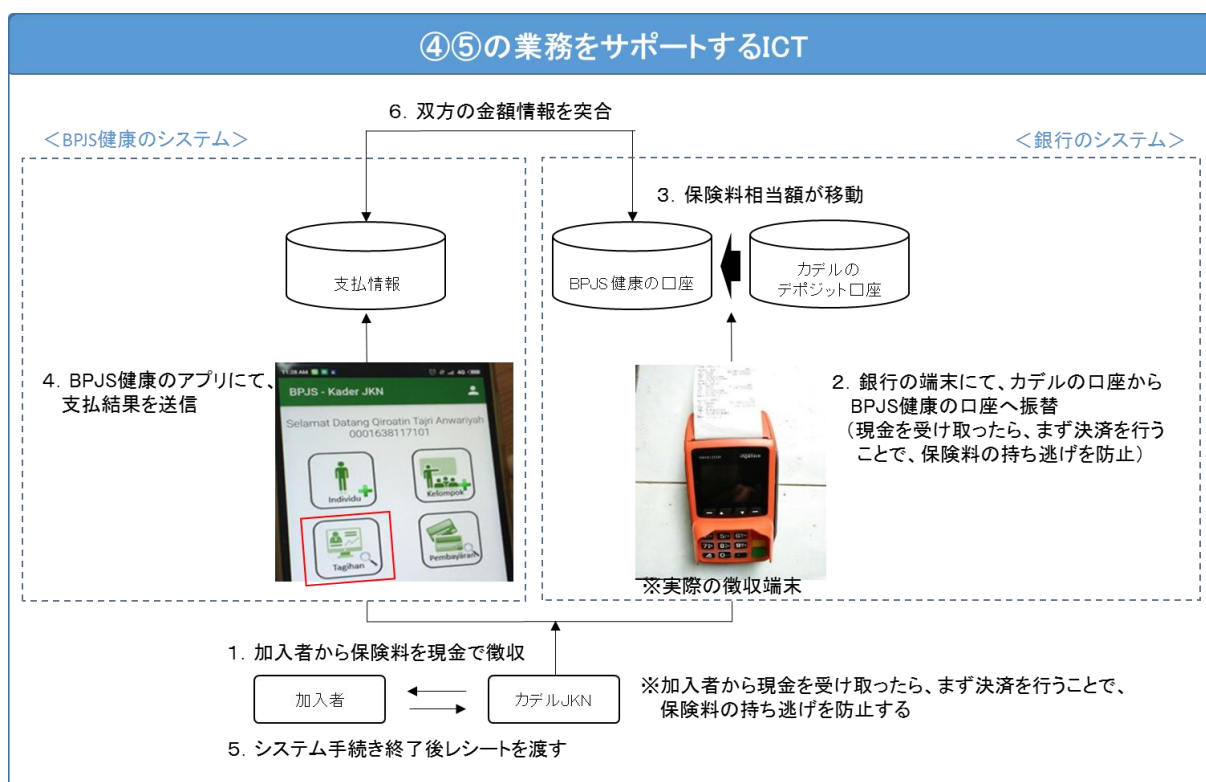 ④⑤の業務をサポートするICT
6．双方の金額情報を突合
＜BPJS健康のシステム＞
＜銀行のシステム＞
3．保険料相当額が移動
支払情報
BPJS健康の口座
カデルの
デポジット口座
4．BPJS健康のアプリにて、
支払結果を送信
11:28 AM
4G
BPJS - Kader JKN
Selamat Datang Qiroatin Tajri Anwariyah
0001638117101
Individu
Kelompok
Tagihan
Pembayaran
2．銀行の端末にて、カデルの口座から
BPJS健康の口座へ振替
（現金を受け取ったら、まず決済を行う
ことで、保険料の持ち逃げを防止）
ingenico
※実際の徴収端末
1．加入者から保険料を現金で徴収
加入者
カデルJKN
※加入者から現金を受け取ったら、まず決済を行うことで、
保険料の持ち逃げを防止する
5．システム手続き終了後レシートを渡す